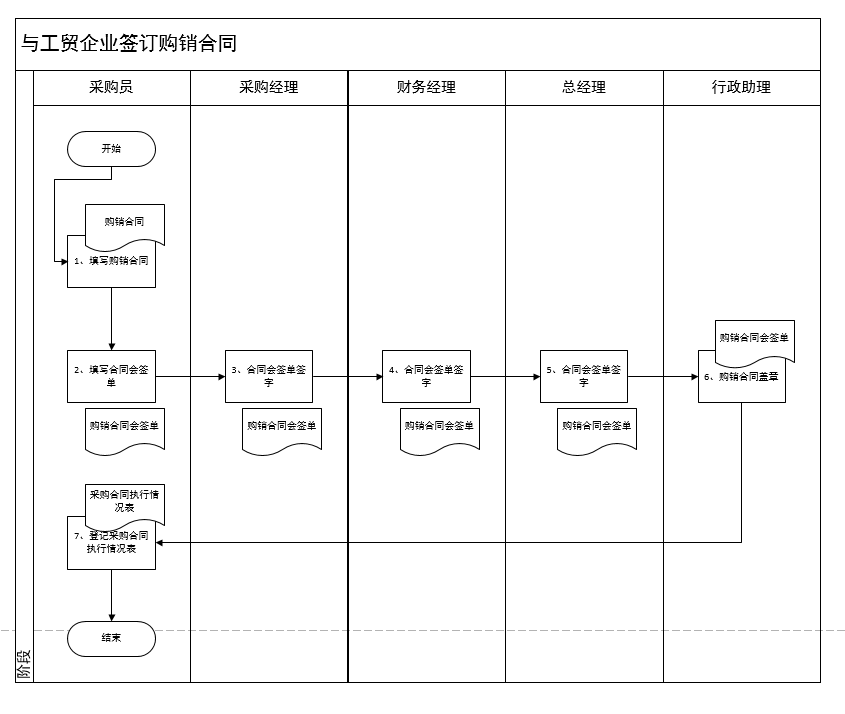 与工贸企业签订购销合同
采购员
采购经理
财务经理
总经理
行政助理
开始
购销合同
1、填写购销合同
购销合同会签单
2、填写合同会签
单
3、合同会签单签
字
4、合同会签单签
字
5、合同会签单签
字
6、购销合同盖章
购销合同会签单
购销合同会签单
购销合同会签单
购销合同会签单
采购合同执行情
况表
7、登记采购合同
执行情况表
结束
阶段